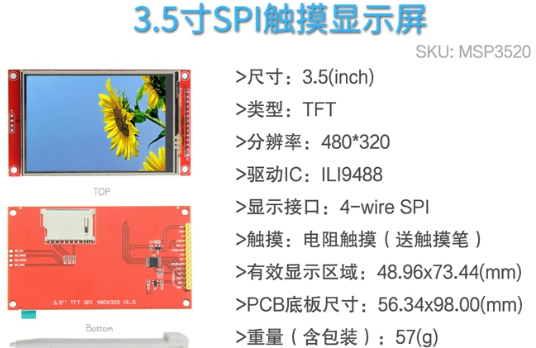 3.5寸SPI触摸显示屏
SKU: MSP3520
>尺寸：3.5(inch)
>类型：TFT
>分辨率：480*320
>驱动IC：ILI9488
>显示接口：4-wire SPI
>触摸：电阻触摸（送触摸笔）
>有效显示区域：48.96x73.44(mm)
>PCB底板尺寸：56.34x98.00(mm)
>重量（含包装）：57(g)
TOP
3.5'' TFT SPI 480X320 V1.0
Bottom